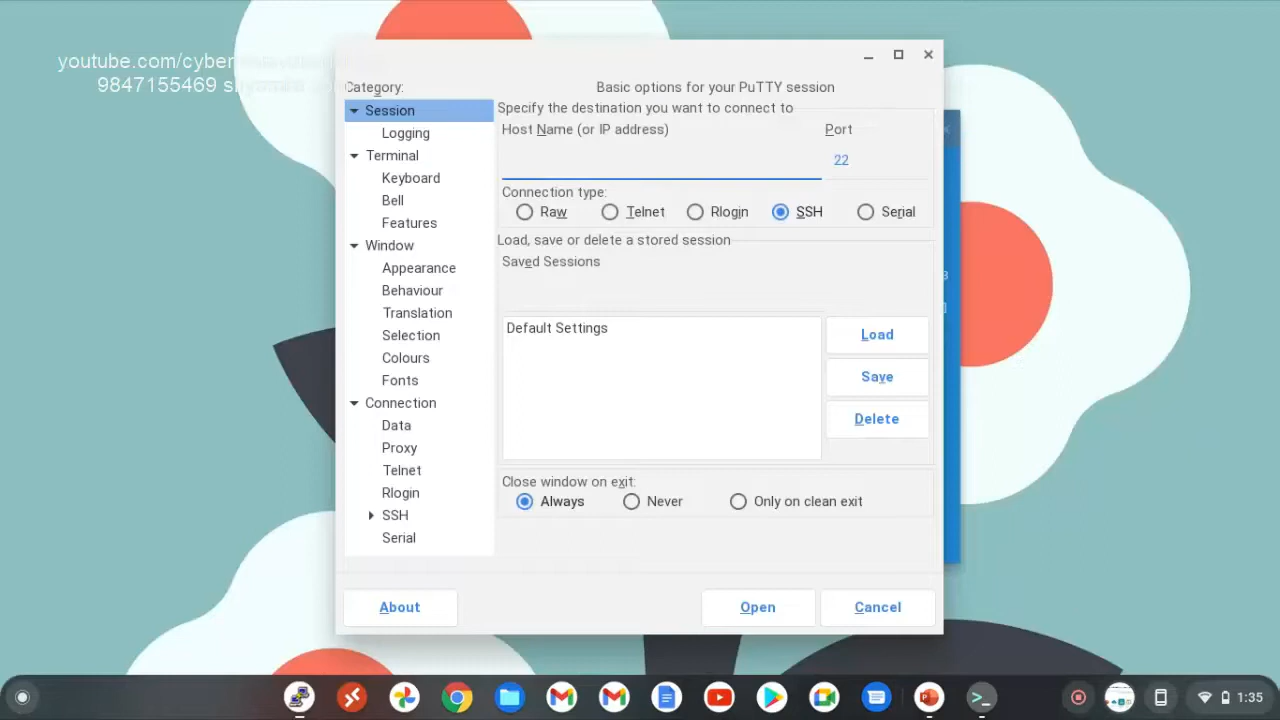 youtube.com/cyber
9847155469
Category:
Basic options for your PuTTY session
Session
Logging
Terminal
Keyboard
Bell
Features
Window
Appearance
Behaviour
Translation
Selection
Colours
Fonts
Connection
Data
Proxy
Telnet
Rlogin
SSH
Serial
Specify the destination you want to connect to
Host Name (or IP address) Port
22
Connection type:
Raw Telnet Rlogin SSH Serial
Load, save or delete a stored session
Saved Sessions
Default Settings
Load
Save
Delete
Close window on exit:
Always Never Only on clean exit
About Open Cancel
1:35